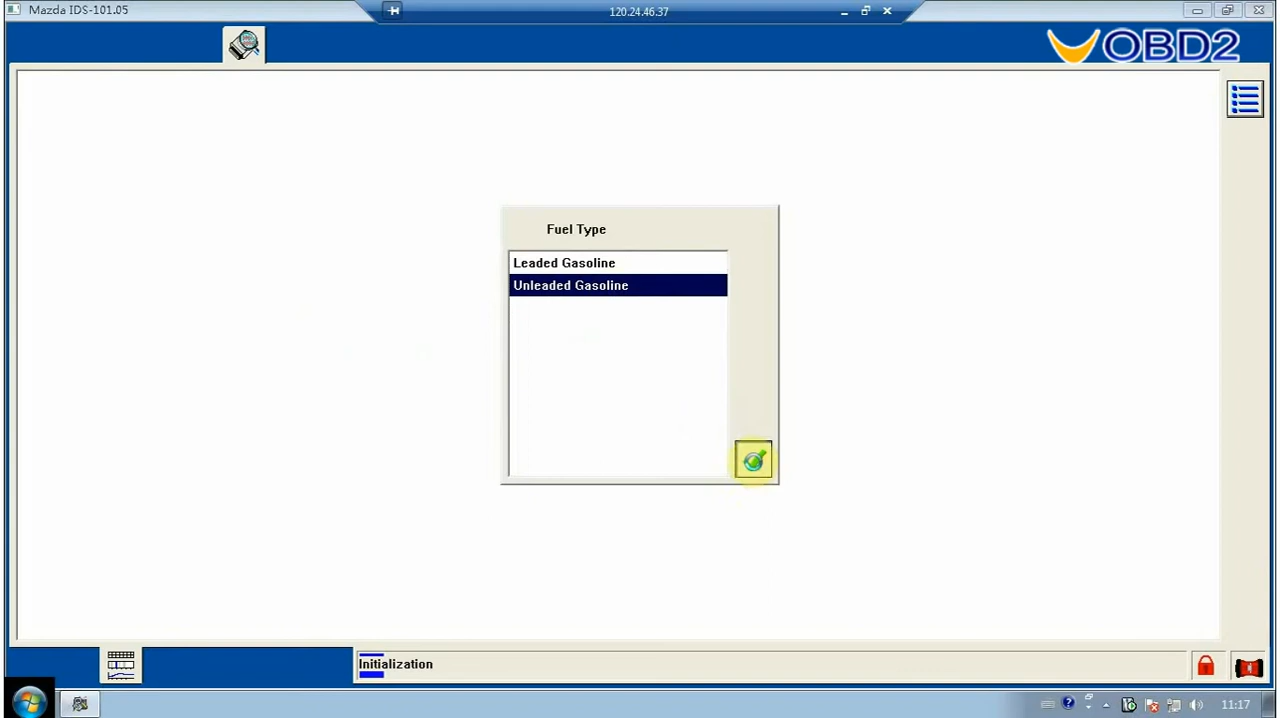 Mazda IDS-101.05
120.24.46.37
OBD2
Fuel Type
Leaded Gasoline
Unleaded Gasoline
Initialization
11:17